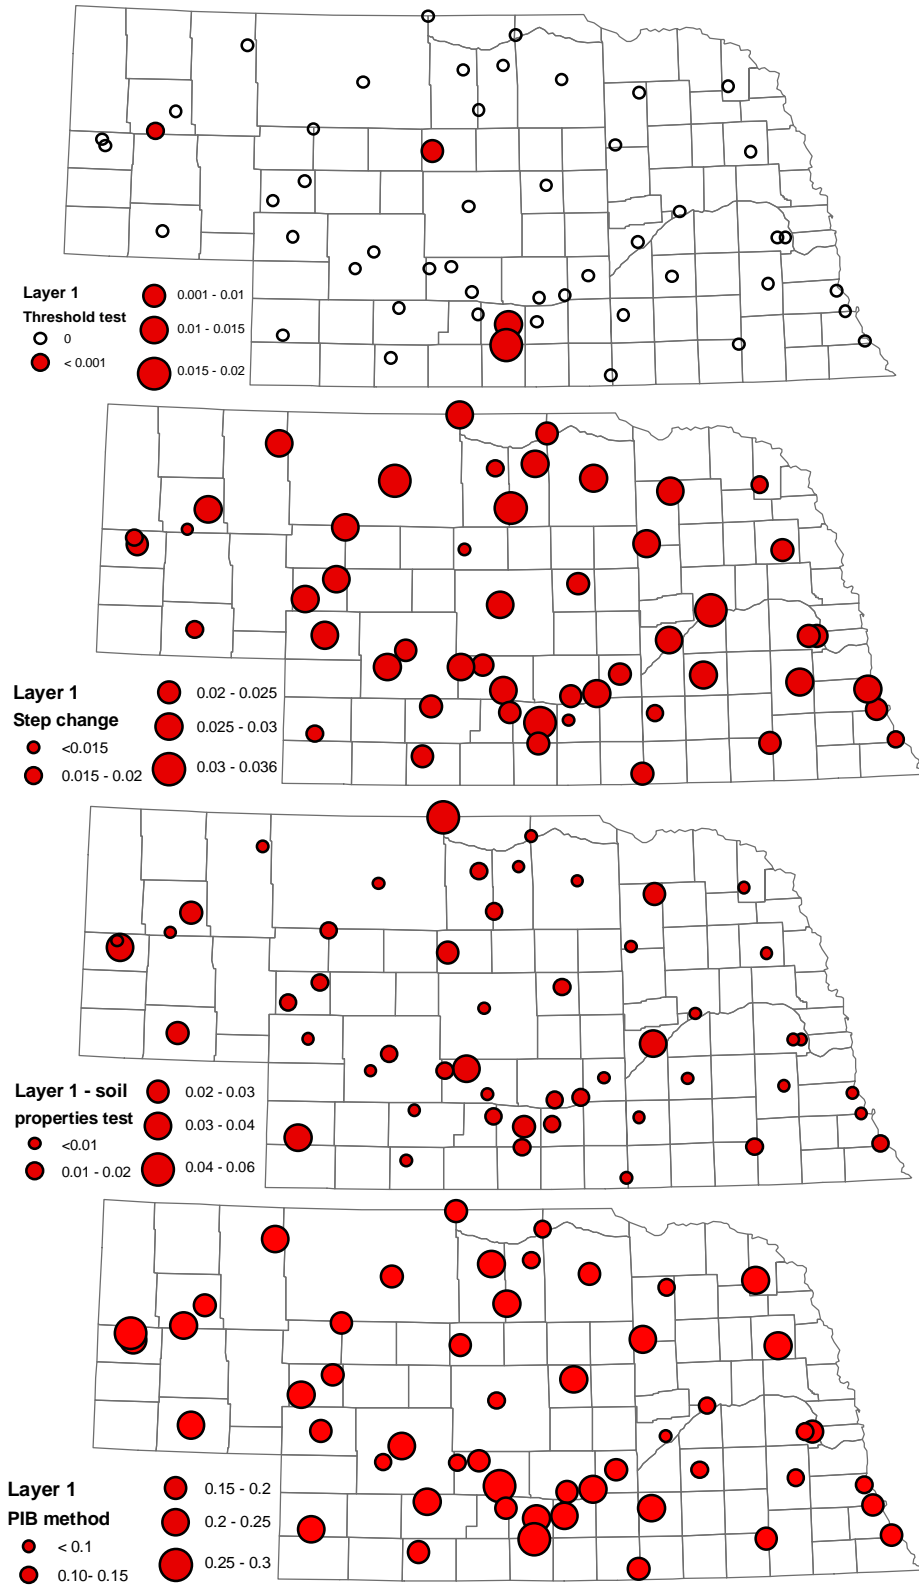 Layer 1
Threshold test
0
< 0.001
0.001 - 0.01
0.01 - 0.015
0.015 - 0.02
Layer 1
Step change
<0.015
0.015 - 0.02
0.02 - 0.025
0.025 - 0.03
0.03 - 0.036
Layer 1 - soil
properties test
<0.01
0.01 - 0.02
0.02 - 0.03
0.03 - 0.04
0.04 - 0.06
Layer 1
PIB method
< 0.1
0.10- 0.15
0.15 - 0.2
0.2 - 0.25
0.25 - 0.3